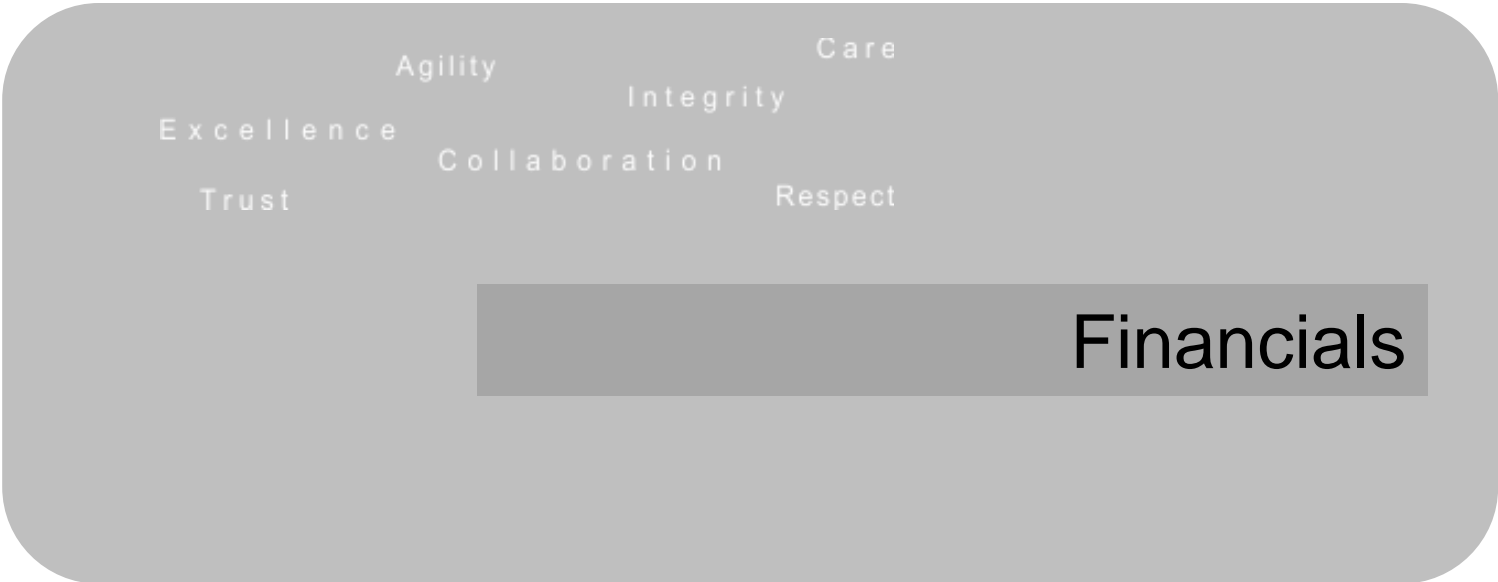 Care
Agility
Integrity
Excellence
Collaboration
Trust
Respect
Financials